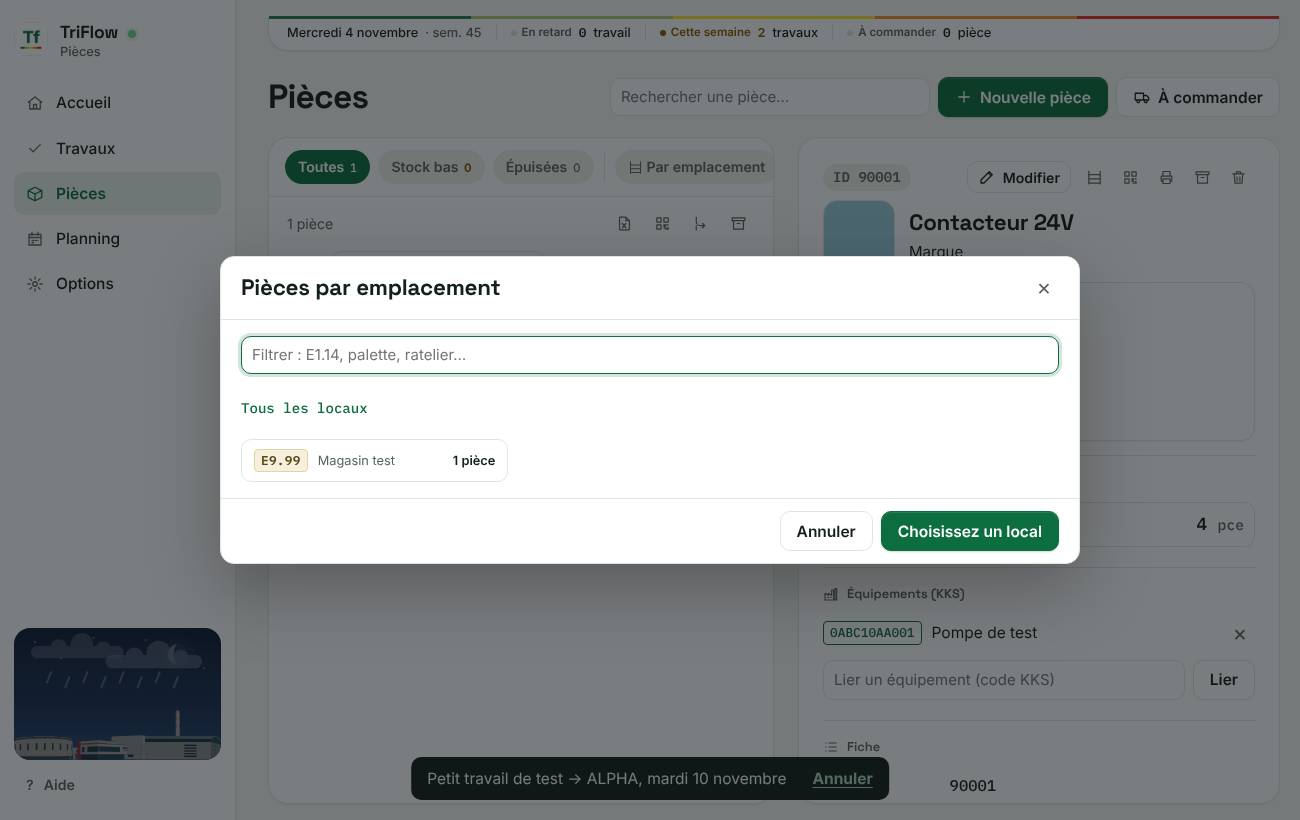 Tf TriFlow
Pièces
Accueil
Travaux
Pièces
Planning
Options
? Aide
Mercredi 4 novembre · sem. 45 En retard 0 travail Cette semaine 2 travaux À commander 0 pièce
Pièces
Rechercher une pièce...
+ Nouvelle pièce
À commander
Toutes 1 Stock bas 0 Épuisées 0 Par emplacement
1 pièce
ID 90001
Modifier
Contacteur 24V
Marque
Pièces par emplacement
Filtrer : E1.14, palette, ratelier...
Tous les locaux
E9.99 Magasin test 1 pièce
Annuler Choisissez un local
4 pce
Équipements (KKS)
0ABC10AA001 Pompe de test
Lier un équipement (code KKS) Lier
Fiche
90001
Petit travail de test → ALPHA, mardi 10 novembre Annuler